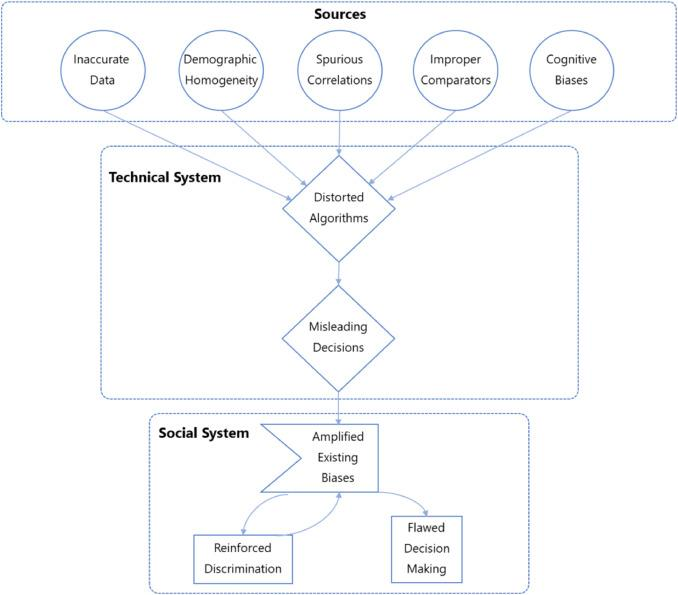 Sources
Inaccurate
Data
Demographic
Homogeneity
Spurious
Correlations
Improper
Comparators
Cognitive
Biases
Technical System
Distorted
Algorithms
Misleading
Decisions
Social System
Amplified
Existing
Biases
Reinforced
Discrimination
Flawed
Decision
Making